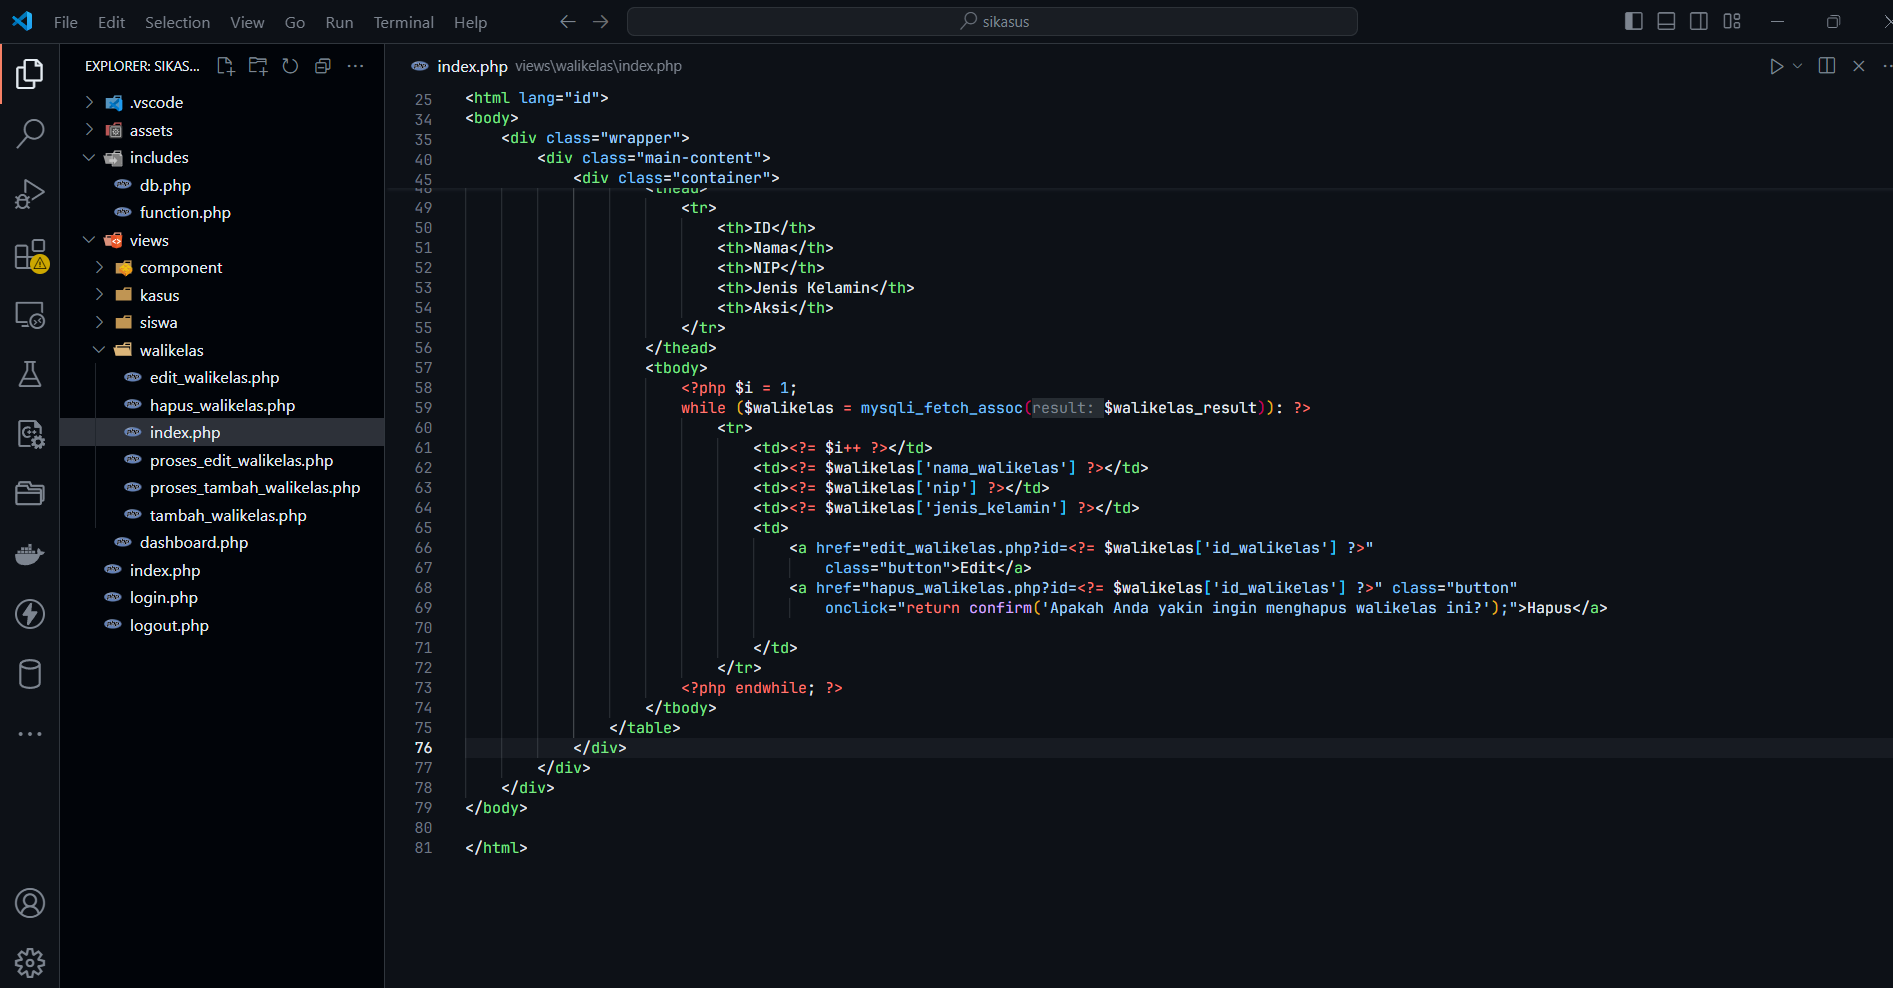 File Edit Selection View Go Run Terminal Help
sikasus
EXPLORER: SIKAS...
.vscode
assets
includes
db.php
function.php
views
component
kasus
siswa
walikelas
edit_walikelas.php
hapus_walikelas.php
index.php
proses_edit_walikelas.php
proses_tambah_walikelas.php
tambah_walikelas.php
dashboard.php
index.php
login.php
logout.php
index.php views\walikelas\index.php
25 <html lang="id">
34 <body>
35 <div class="wrapper">
40 <div class="main-content">
45 <div class="container">
48 <thead>
49 <tr>
50 <th>ID</th>
51 <th>Nama</th>
52 <th>NIP</th>
53 <th>Jenis Kelamin</th>
54 <th>Aksi</th>
55 </tr>
56 </thead>
57 <tbody>
58 <?php $i = 1;
59 while ($walikelas = mysqli_fetch_assoc(result: $walikelas_result)): ?>
60 <tr>
61 <td><?= $i++ ?></td>
62 <td><?= $walikelas['nama_walikelas'] ?></td>
63 <td><?= $walikelas['nip'] ?></td>
64 <td><?= $walikelas['jenis_kelamin'] ?></td>
65 <td>
66 <a href="edit_walikelas.php?id=<?= $walikelas['id_walikelas'] ?>"
67 class="button">Edit</a>
68 <a href="hapus_walikelas.php?id=<?= $walikelas['id_walikelas'] ?>" class="button"
69 onclick="return confirm('Apakah Anda yakin ingin menghapus walikelas ini?');">Hapus</a>
70
71 </td>
72 </tr>
73 <?php endwhile; ?>
74 </tbody>
75 </table>
76 </div>
77 </div>
78 </div>
79 </body>
80
81 </html>